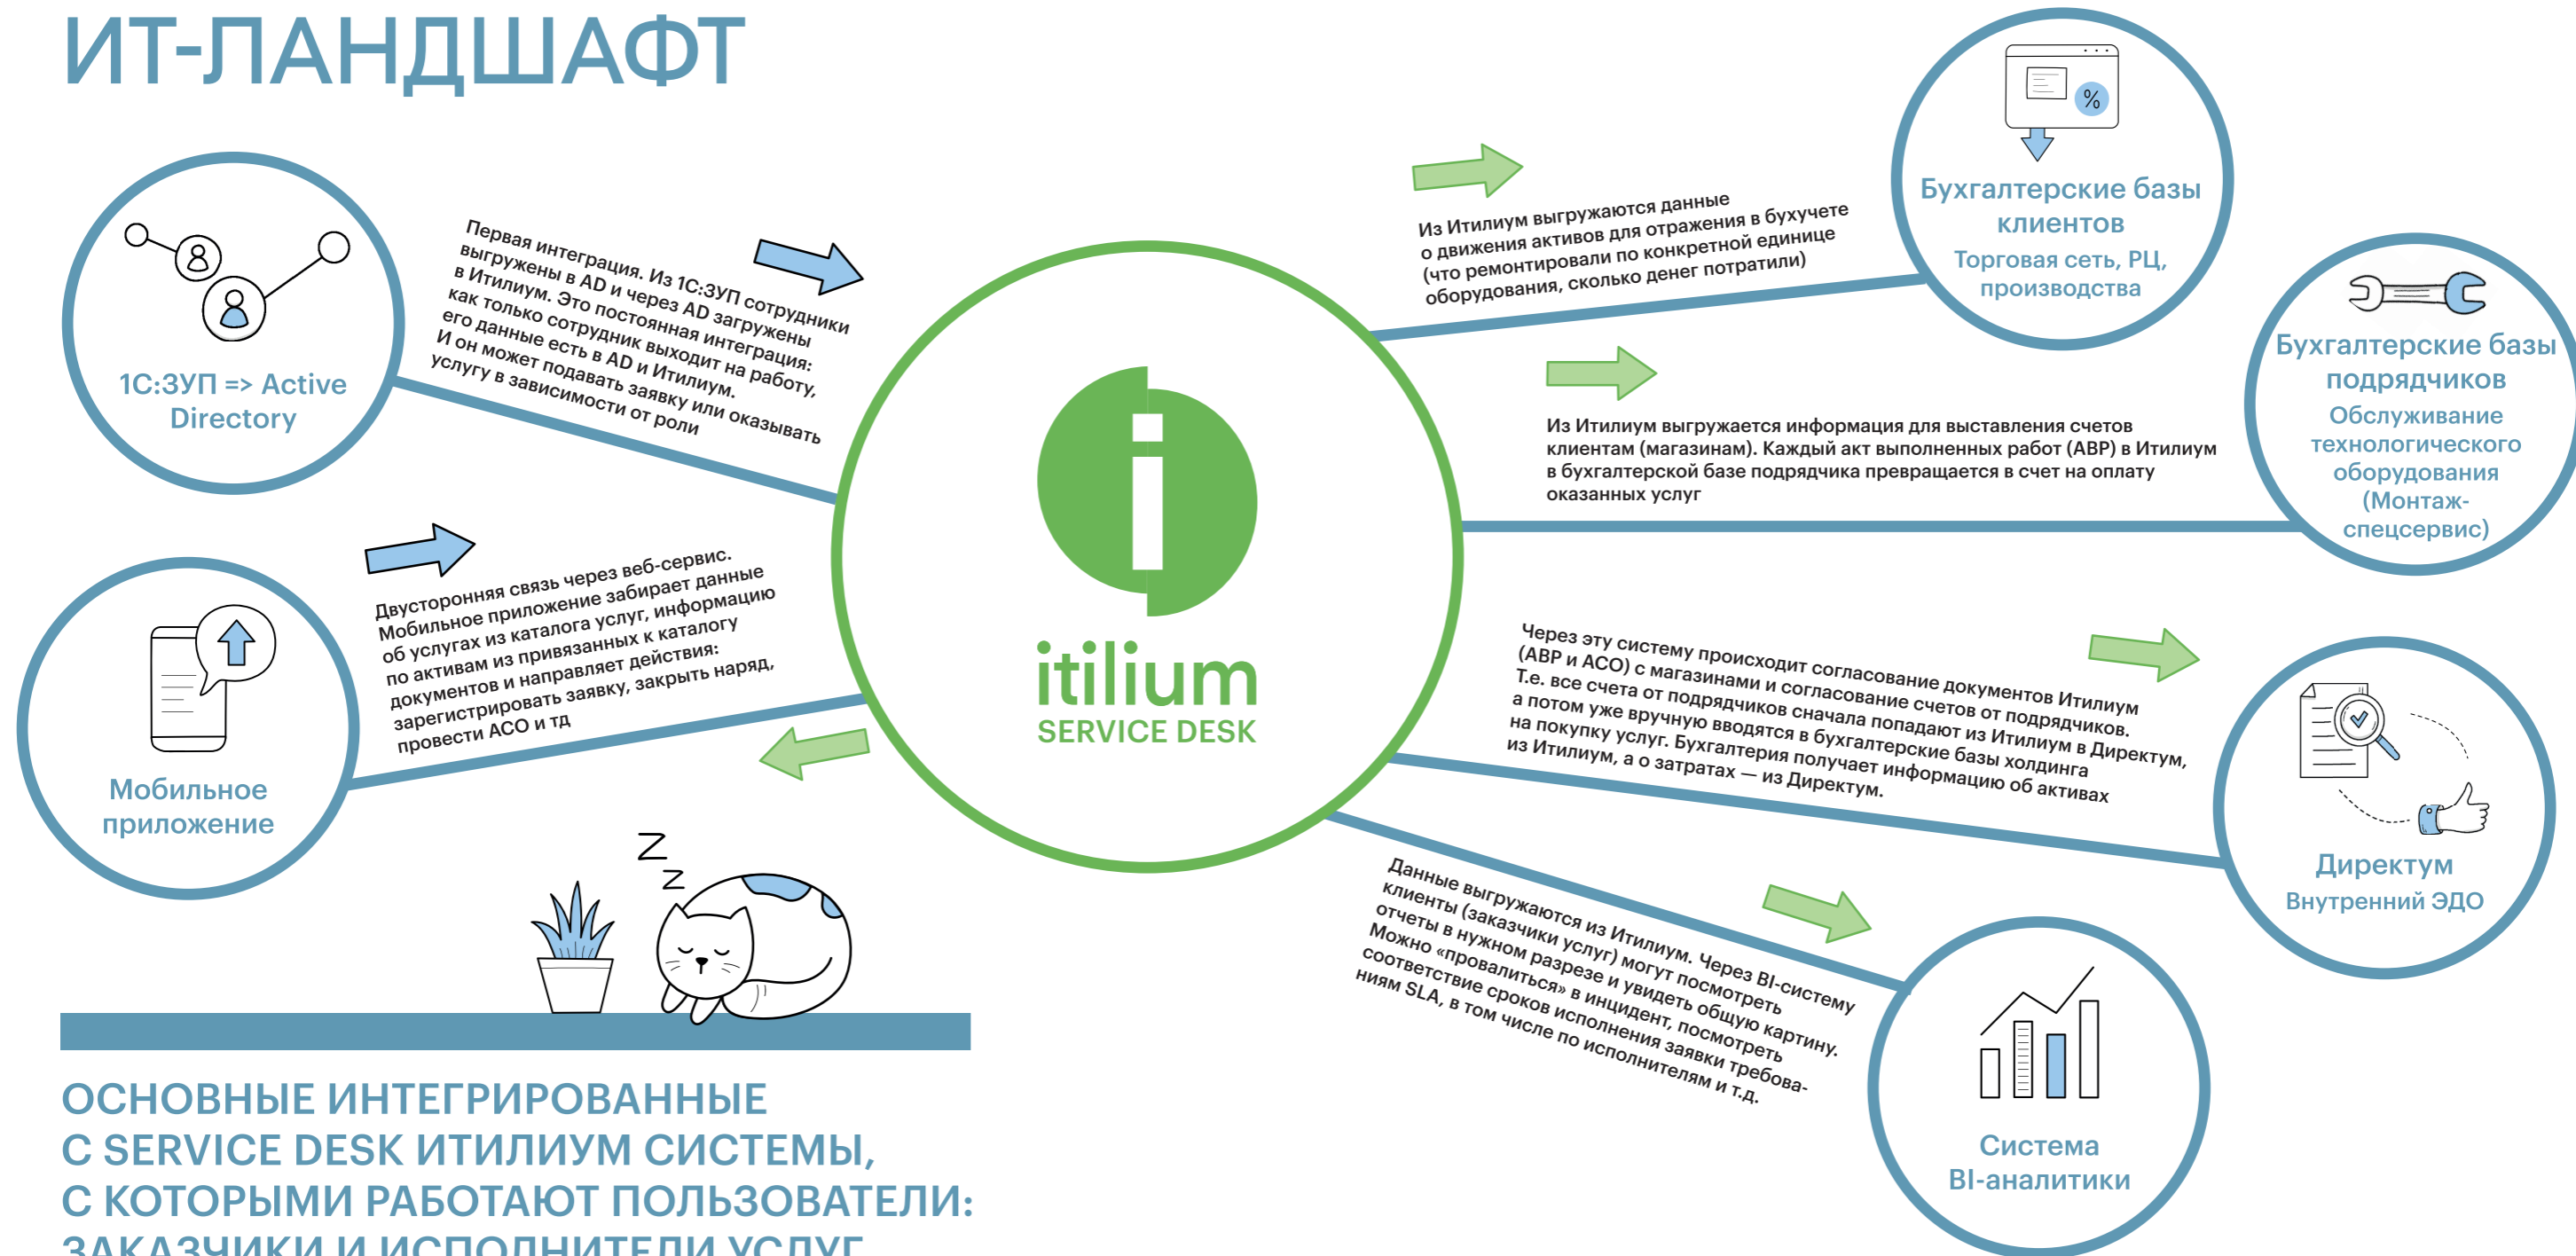 ИТ-ЛАНДШАФТ
1С:ЗУП => Active
Directory
Первая интеграция. Из 1С:ЗУП сотрудники
выгружены в AD и через AD загружены
в Итилиум. Это постоянная интеграция:
как только сотрудник выходит на работу,
его данные есть в AD и Итилиум.
И он может подавать заявку или оказывать
услугу в зависимости от роли
Мобильное
приложение
Двусторонняя связь через веб-сервис.
Мобильное приложение забирает данные
об услугах из каталога услуг, информацию
по активам из привязанных к каталогу
документов и направляет действия:
зарегистрировать заявку, закрыть наряд,
провести АСО и тд
i
itilium
SERVICE DESK
Из Итилиум выгружаются данные
о движения активов для отражения в бухучете
(что ремонтировали по конкретной единице
оборудования, сколько денег потратили)
%
Бухгалтерские базы
клиентов
Торговая сеть, РЦ,
производства
Из Итилиум выгружается информация для выставления счетов
клиентам (магазинам). Каждый акт выполненных работ (АВР) в Итилиум
в бухгалтерской базе подрядчика превращается в счет на оплату
оказанных услуг
Бухгалтерские базы
подрядчиков
Обслуживание
технологического
оборудования
(Монтаж-
спецсервис)
Через эту систему происходит согласование документов Итилиум
(АВР и АСО) с магазинами и согласование счетов от подрядчиков.
Т.е. все счета от подрядчиков сначала попадают из Итилиум в Директум,
а потом уже вручную вводятся в бухгалтерские базы холдинга
на покупку услуг. Бухгалтерия получает информацию об активах
из Итилиум, а о затратах — из Директум.
Директум
Внутренний ЭДО
Данные выгружаются из Итилиум. Через BI-систему
клиенты (заказчики услуг) могут посмотреть
отчеты в нужном разрезе и увидеть общую картину.
Можно «провалиться» в инцидент, посмотреть
соответствие сроков исполнения заявки требова-
ниям SLA, в том числе по исполнителям и т.д.
Система
BI-аналитики
Z
Z
ОСНОВНЫЕ ИНТЕГРИРОВАННЫЕ
С SERVICE DESK ИТИЛИУМ СИСТЕМЫ,
С КОТОРЫМИ РАБОТАЮТ ПОЛЬЗОВАТЕЛИ:
ЗАКАЗЧИКИ И ИСПОЛНИТЕЛИ УСЛУГ